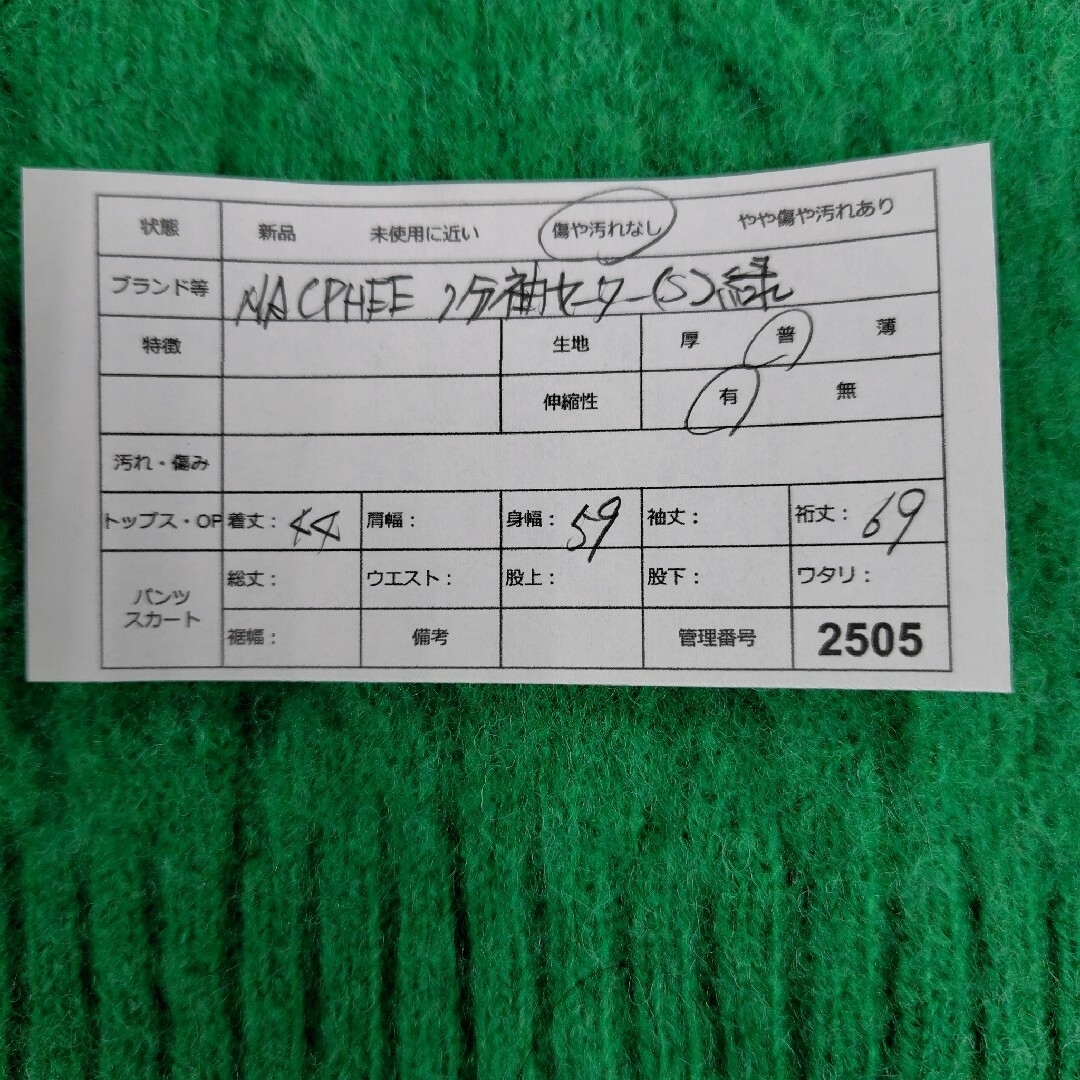 状態 新品 未使用に近い 傷や汚れなし やや傷や汚れあり
ブランド等 MACPHEE 7分袖セーター(S)緑
特徴 生地 厚 普 薄
伸縮性 有 無
汚れ・傷み
トップス・OP 着丈: 44 肩幅: 身幅: 59 袖丈: 裄丈: 69
パンツ スカート 総丈: ウエスト: 股上: 股下: ワタリ:
裾幅: 備考 管理番号 2505